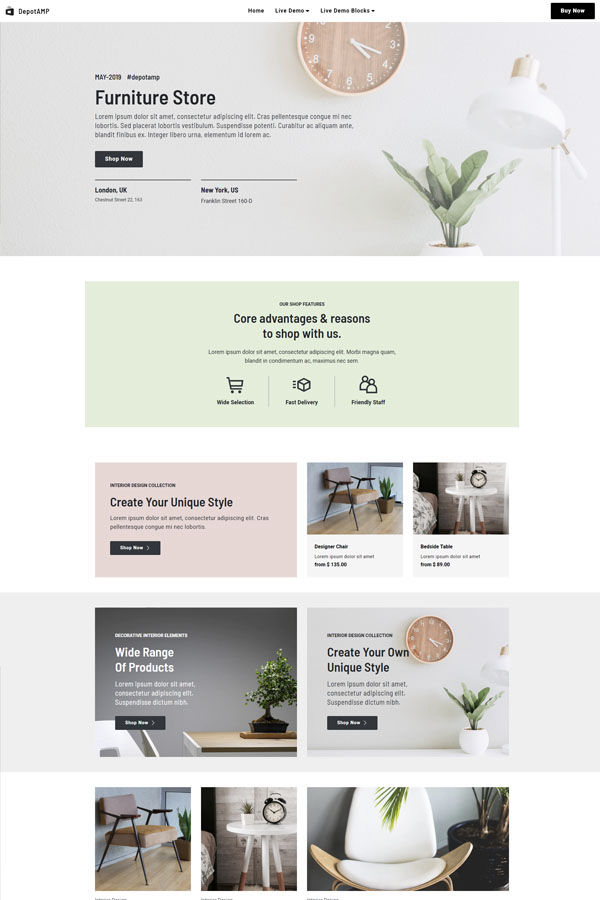 DepotAMP
Home Live Demo Live Demo Blocks
Buy Now
MAY-2019 #depotamp
Furniture Store
Lorem ipsum dolor sit amet, consectetur adipiscing elit. Cras pellentesque congue mi nec
lobortis. Sed placerat lobortis vestibulum. Suspendisse potenti. Curabitur ac aliquam ante,
blandit finibus ex. Integer libero urna, elementum id lorem ac.
Shop Now
London, UK
Chestnut Street 22, 163
New York, US
Franklin Street 160-D
OUR SHOP FEATURES
Core advantages & reasons
to shop with us.
Lorem ipsum dolor sit amet, consectetur adipiscing elit. Morbi magna quam,
blandit in condimentum ac, maximus nec sem.
Wide Selection
Fast Delivery
Friendly Staff
INTERIOR DESIGN COLLECTION
Create Your Unique Style
Lorem ipsum dolor sit amet, consectetur adipiscing elit. Cras
pellentesque congue mi nec lobortis.
Shop Now
Designer Chair
Lorem ipsum dolor sit amet
from $ 135.00
Bedside Table
Lorem ipsum dolor sit amet
from $ 89.00
DECORATIVE INTERIOR ELEMENTS
Wide Range
Of Products
Lorem ipsum dolor sit amet,
consectetur adipiscing elit.
Suspendisse dictum nibh.
Shop Now
INTERIOR DESIGN COLLECTION
Create Your Own
Unique Style
Lorem ipsum dolor sit amet,
consectetur adipiscing elit.
Suspendisse dictum nibh.
Shop Now